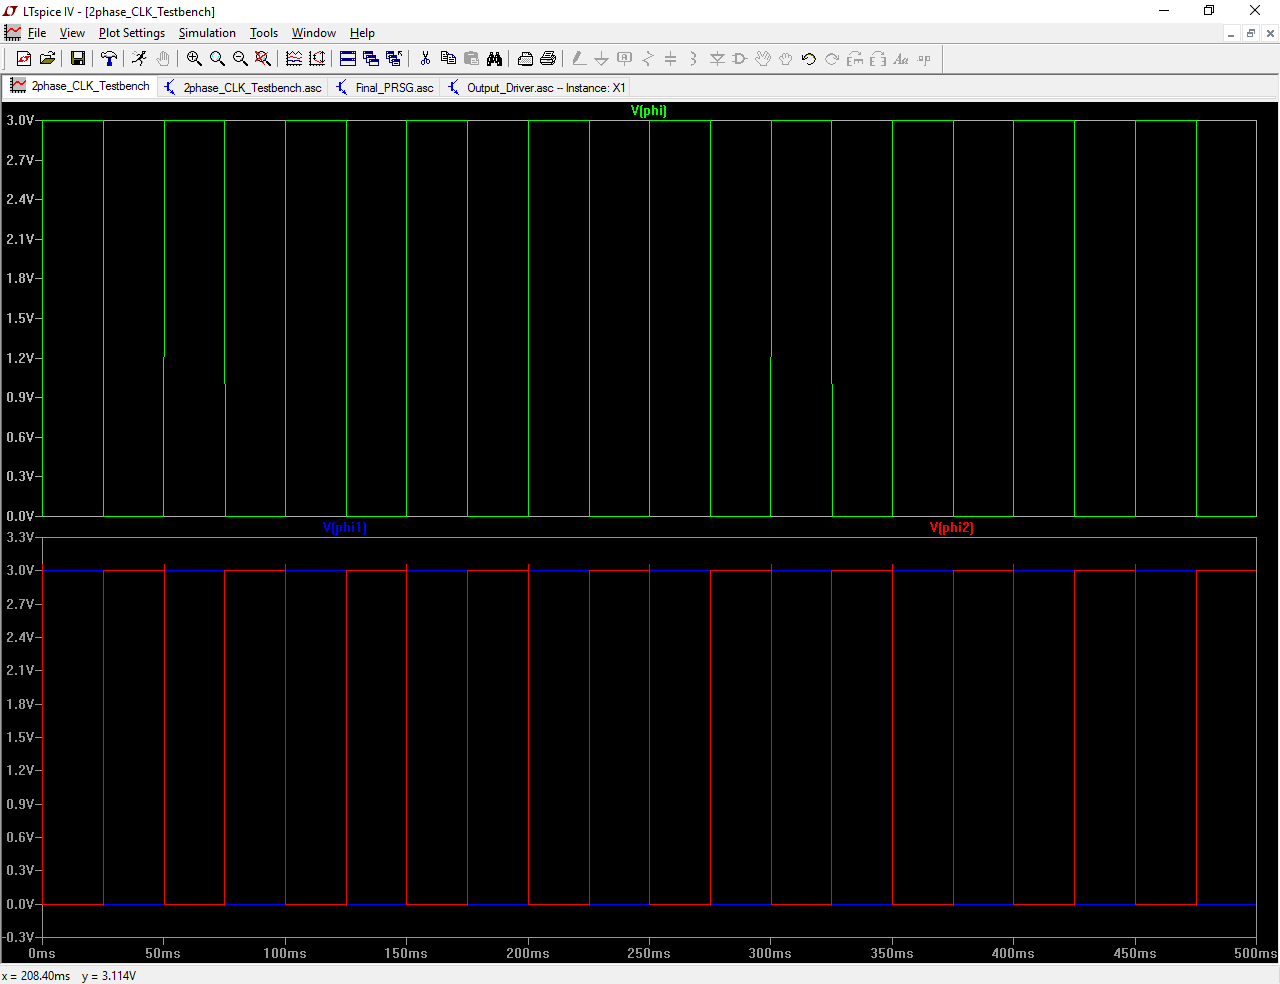 LTspice IV - [2phase_CLK_Testbench]
File View Plot Settings Simulation Tools Window Help
2phase_CLK_Testbench 2phase_CLK_Testbench.asc Final_PRSG.asc Output_Driver.asc -- Instance: X1
V(phi)
3.0V
2.7V
2.4V
2.1V
1.8V
1.5V
1.2V
0.9V
0.6V
0.3V
0.0V
V(phi1) V(phi2)
3.3V
3.0V
2.7V
2.4V
2.1V
1.8V
1.5V
1.2V
0.9V
0.6V
0.3V
0.0V
-0.3V
0ms 50ms 100ms 150ms 200ms 250ms 300ms 350ms 400ms 450ms 500ms
x = 208.40ms y = 3.114V